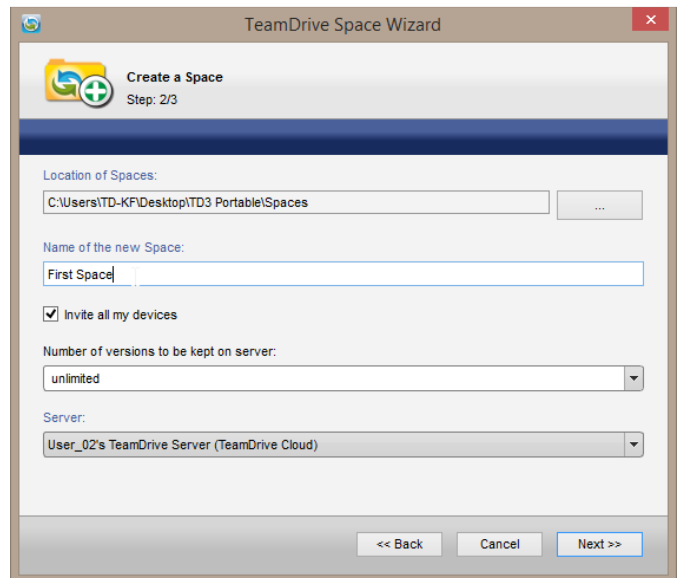 TeamDrive Space Wizard
Create a Space
Step: 2/3
Location of Spaces:
C:\Users\TD-KF\Desktop\TD3 Portable\Spaces
...
Name of the new Space:
First Space
Invite all my devices
Number of versions to be kept on server:
unlimited
Server:
User_02's TeamDrive Server (TeamDrive Cloud)
<< Back Cancel Next >>